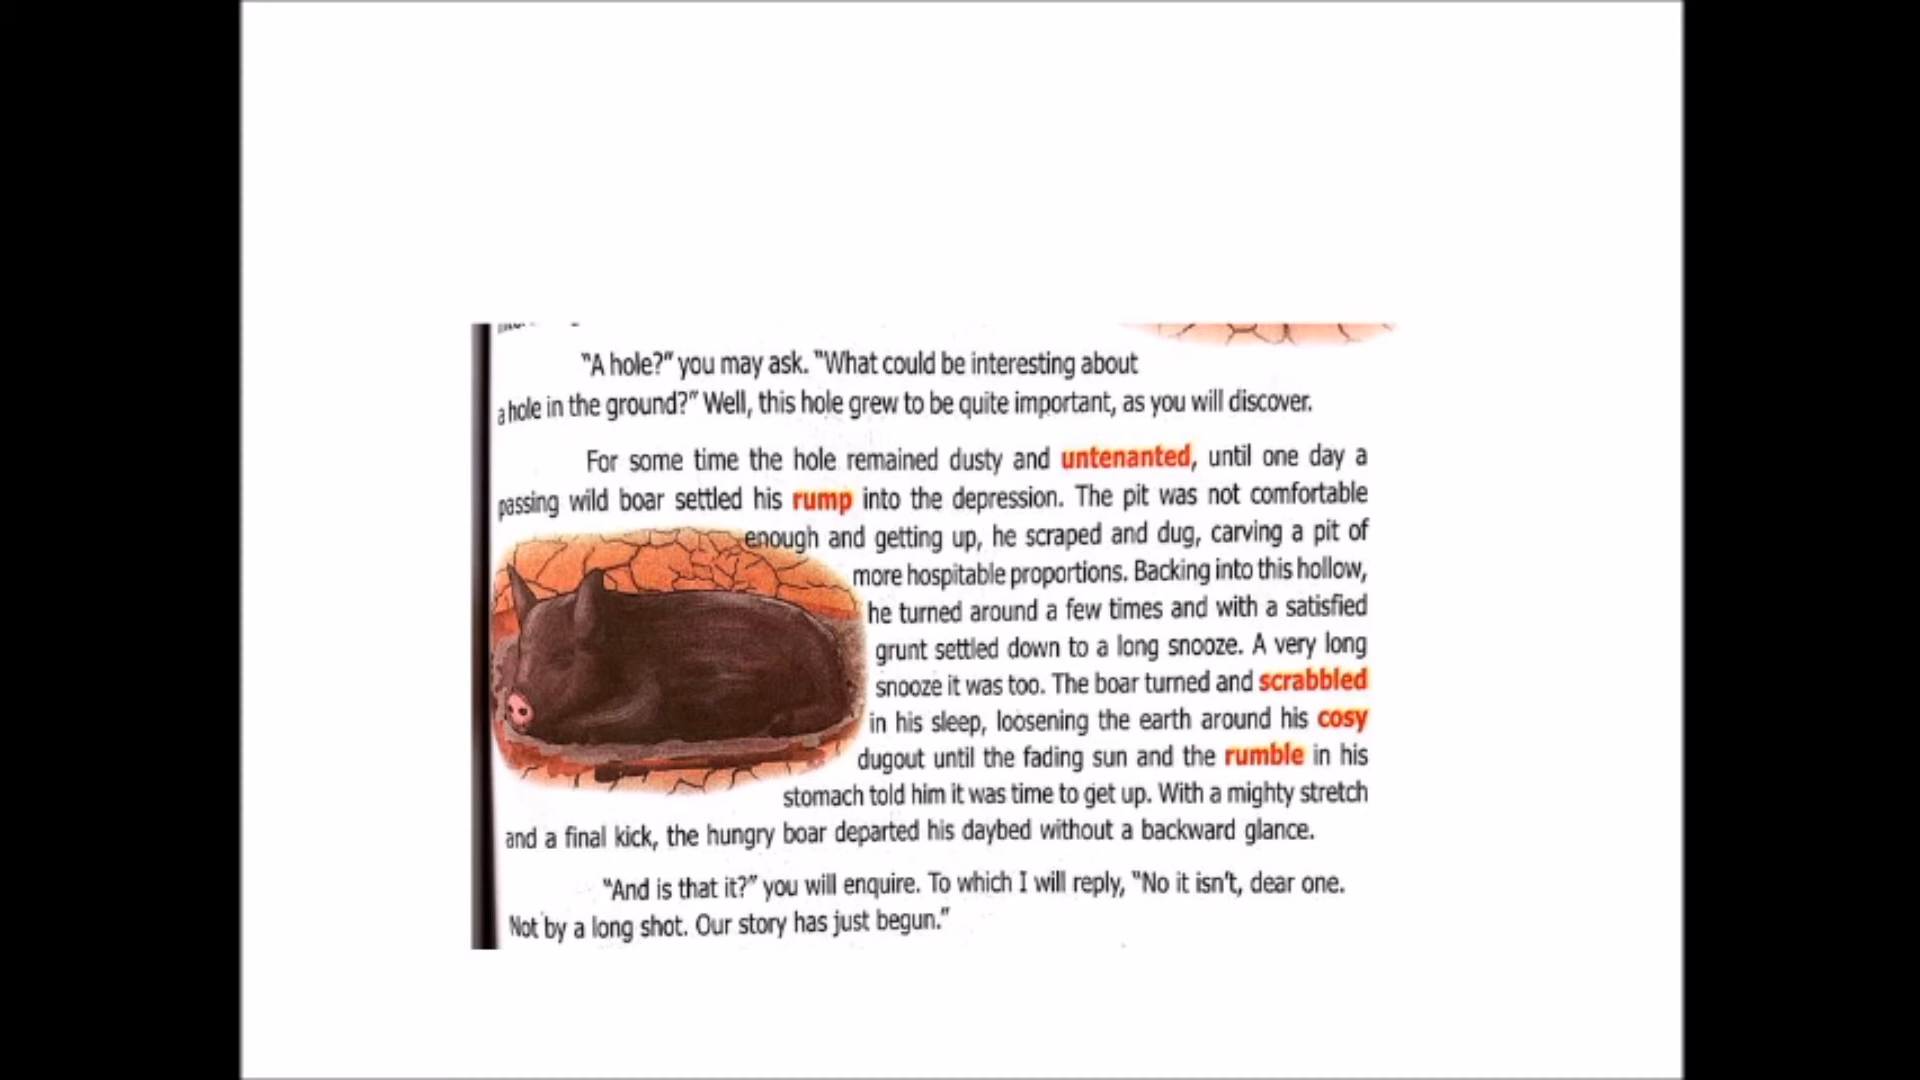 "A hole?" you may ask. "What could be interesting about
a hole in the ground?" Well, this hole grew to be quite important, as you will discover.
For some time the hole remained dusty and untenanted, until one day a
passing wild boar settled his rump into the depression. The pit was not comfortable
enough and getting up, he scraped and dug, carving a pit of
more hospitable proportions. Backing into this hollow,
he turned around a few times and with a satisfied
grunt settled down to a long snooze. A very long
snooze it was too. The boar turned and scrabbled
in his sleep, loosening the earth around his cosy
dugout until the fading sun and the rumble in his
stomach told him it was time to get up. With a mighty stretch
and a final kick, the hungry boar departed his daybed without a backward glance.
"And is that it?" you will enquire. To which I will reply, "No it isn't, dear one.
Not by a long shot. Our story has just begun."